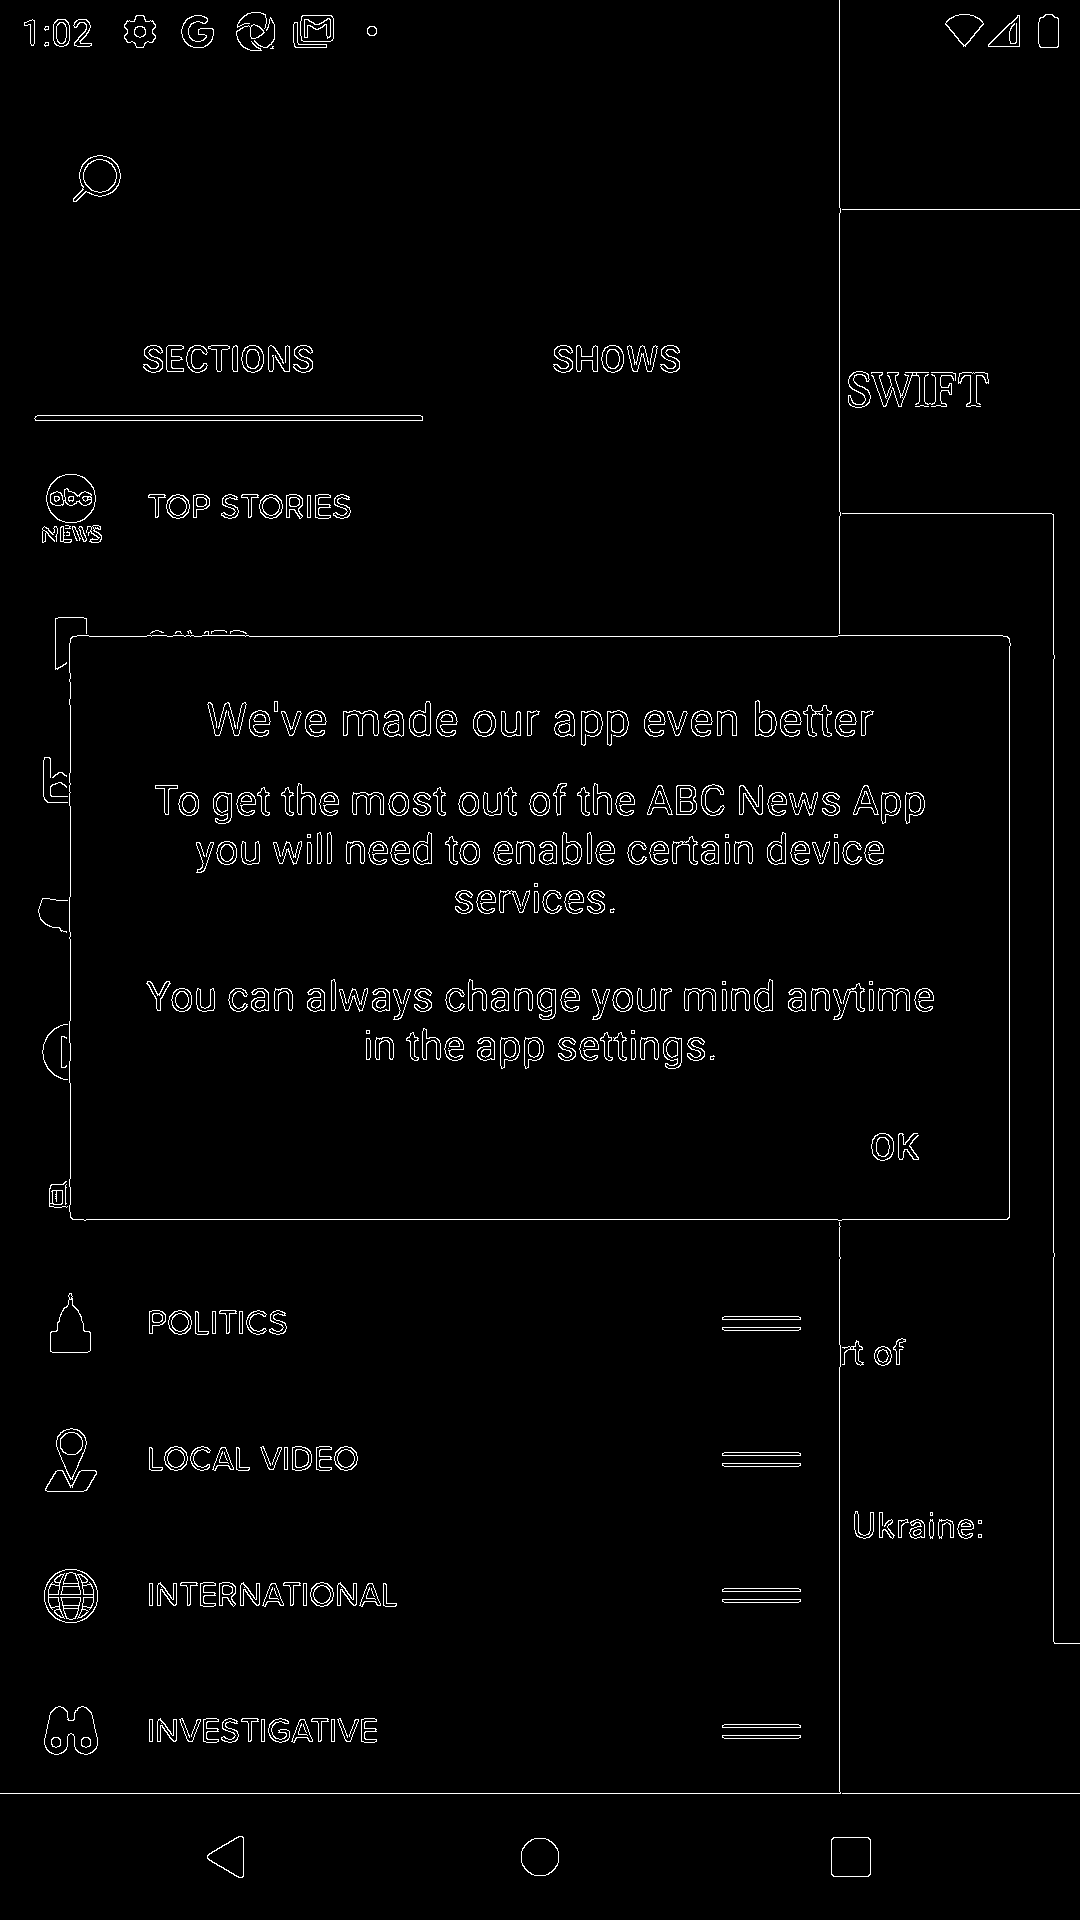 1:02
SECTIONS SHOWS
SWIFT
abc
NEWS
TOP STORIES
SAVED
We've made our app even better
To get the most out of the ABC News App
you will need to enable certain device
services.
You can always change your mind anytime
in the app settings.
OK
POLITICS
rt of
LOCAL VIDEO
Ukraine:
INTERNATIONAL
INVESTIGATIVE